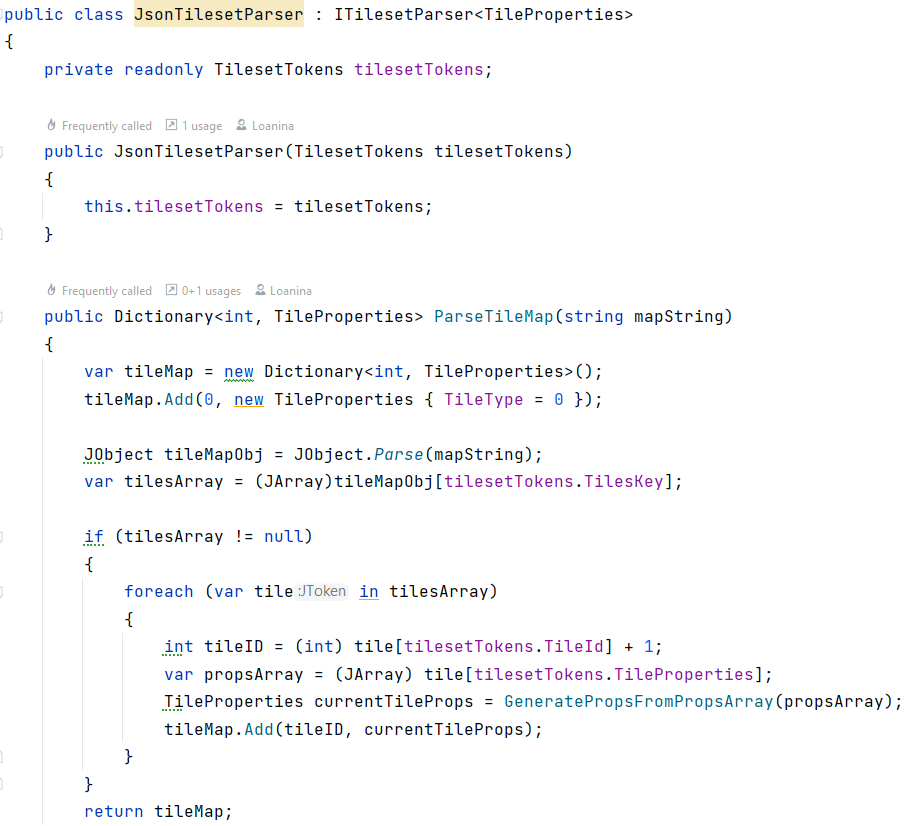 public class JsonTilesetParser : ITilesetParser<TileProperties>
{
    private readonly TilesetTokens tilesetTokens;
    Frequently called 1 usage Loanina
    public JsonTilesetParser(TilesetTokens tilesetTokens)
    {
        this.tilesetTokens = tilesetTokens;
    }
    Frequently called 0+1 usages Loanina
    public Dictionary<int, TileProperties> ParseTileMap(string mapString)
    {
        var tileMap = new Dictionary<int, TileProperties>();
        tileMap.Add(0, new TileProperties { TileType = 0 });
        JObject tileMapObj = JObject.Parse(mapString);
        var tilesArray = (JArray)tileMapObj[tilesetTokens.TilesKey];
        if (tilesArray != null)
        {
            foreach (var tile :JToken in tilesArray)
            {
                int tileID = (int) tile[tilesetTokens.TileId] + 1;
                var propsArray = (JArray) tile[tilesetTokens.TileProperties];
                TileProperties currentTileProps = GeneratePropsFromPropsArray(propsArray);
                tileMap.Add(tileID, currentTileProps);
            }
        }
        return tileMap;